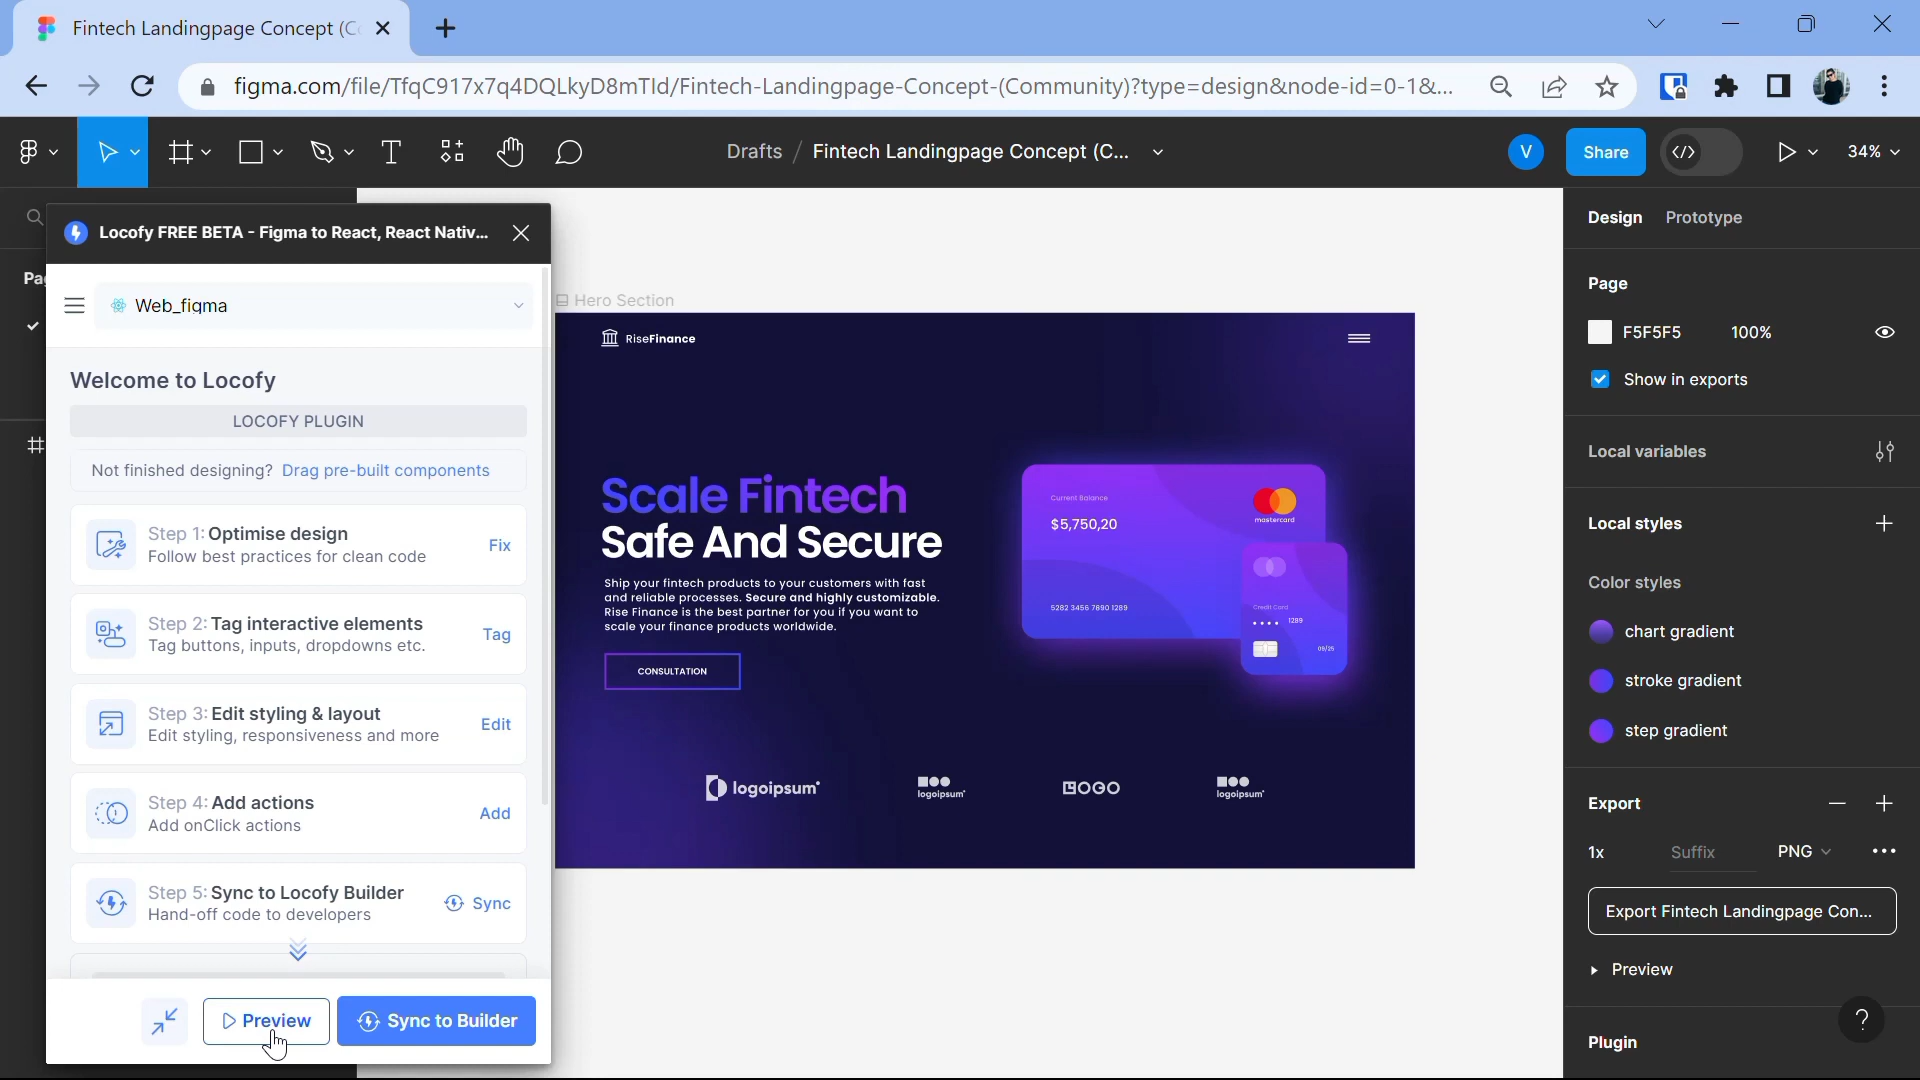 Fintech Landingpage Concept (Co
figma.com/file/TfqC917x7q4DQLkyD8mTId/Fintech-Landingpage-Concept-(Community)?type=design&node-id=0-1&...
Drafts / Fintech Landingpage Concept (C...
V
Share
34%
Locofy FREE BETA - Figma to React, React Nativ...
Pag
Web_figma
Welcome to Locofy
LOCOFY PLUGIN
Not finished designing? Drag pre-built components
Step 1: Optimise design
Follow best practices for clean code
Fix
Step 2: Tag interactive elements
Tag buttons, inputs, dropdowns etc.
Tag
Step 3: Edit styling & layout
Edit styling, responsiveness and more
Edit
Step 4: Add actions
Add onClick actions
Add
Step 5: Sync to Locofy Builder
Hand-off code to developers
Sync
Preview
Sync to Builder
Hero Section
RiseFinance
Scale Fintech
Safe And Secure
Ship your fintech products to your customers with fast
and reliable processes. Secure and highly customizable.
Rise Finance is the best partner for you if you want to
scale your finance products worldwide.
CONSULTATION
Current Balance
$5,750,20
mastercard
5282 3456 7890 1289
Credit Card
1289
09/25
logoipsum
logoipsum
LOGO
logoipsum
Design
Prototype
Page
F5F5F5
100%
Show in exports
Local variables
Local styles
Color styles
chart gradient
stroke gradient
step gradient
Export
1x
Suffix
PNG
Export Fintech Landingpage Con...
Preview
?
Plugin